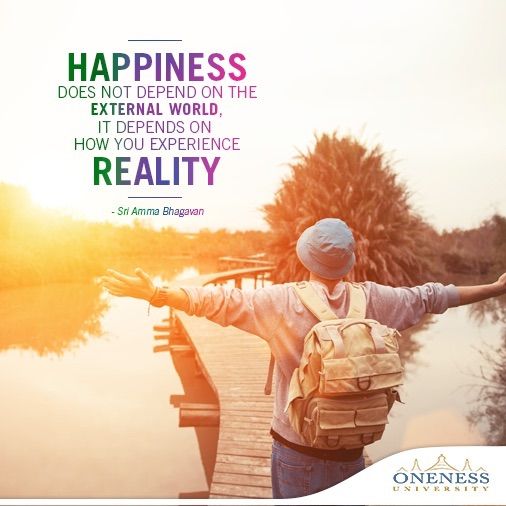 HAPPINESS
DOES NOT DEPEND ON THE
EXTERNAL WORLD,
IT DEPENDS ON
HOW YOU EXPERIENCE
REALITY
- Sri Amma Bhagavan
ONENESS
UNIVERSITY